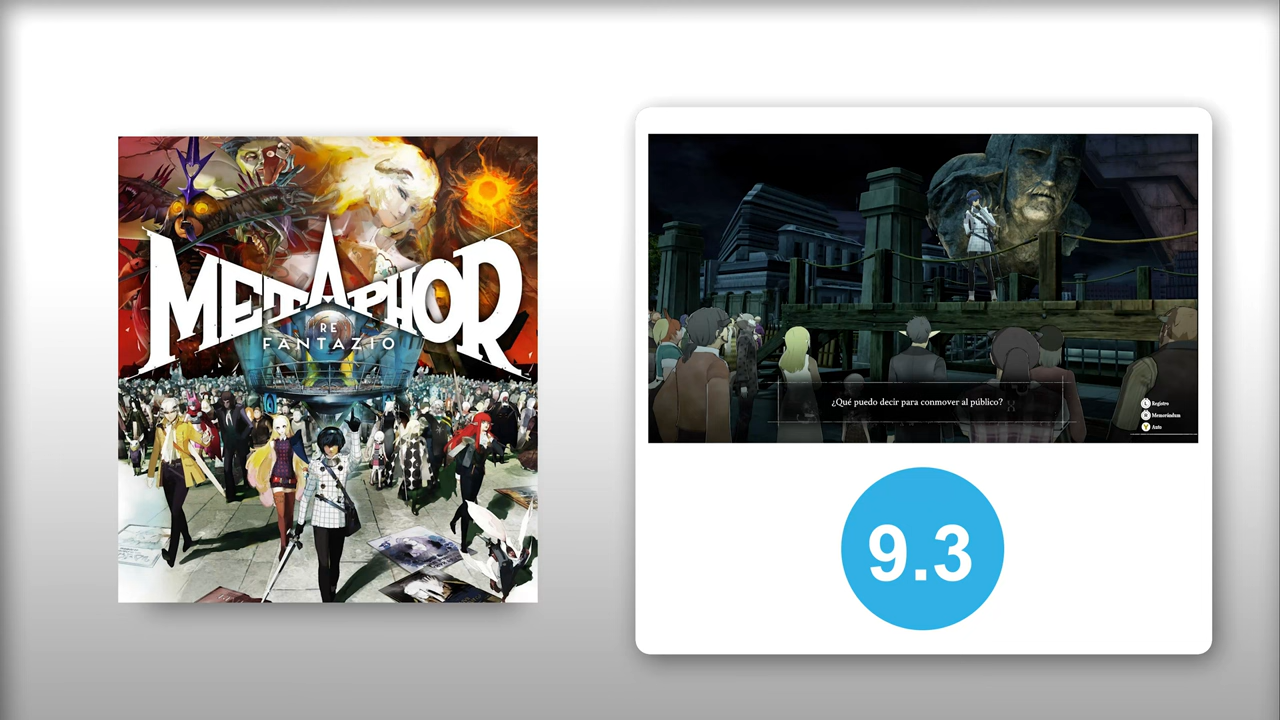 METAPHOR
RE
FANTAZIO
¿Qué puedo decir para conmover al público?
Registro
Memorándum
Y Auto
9.3